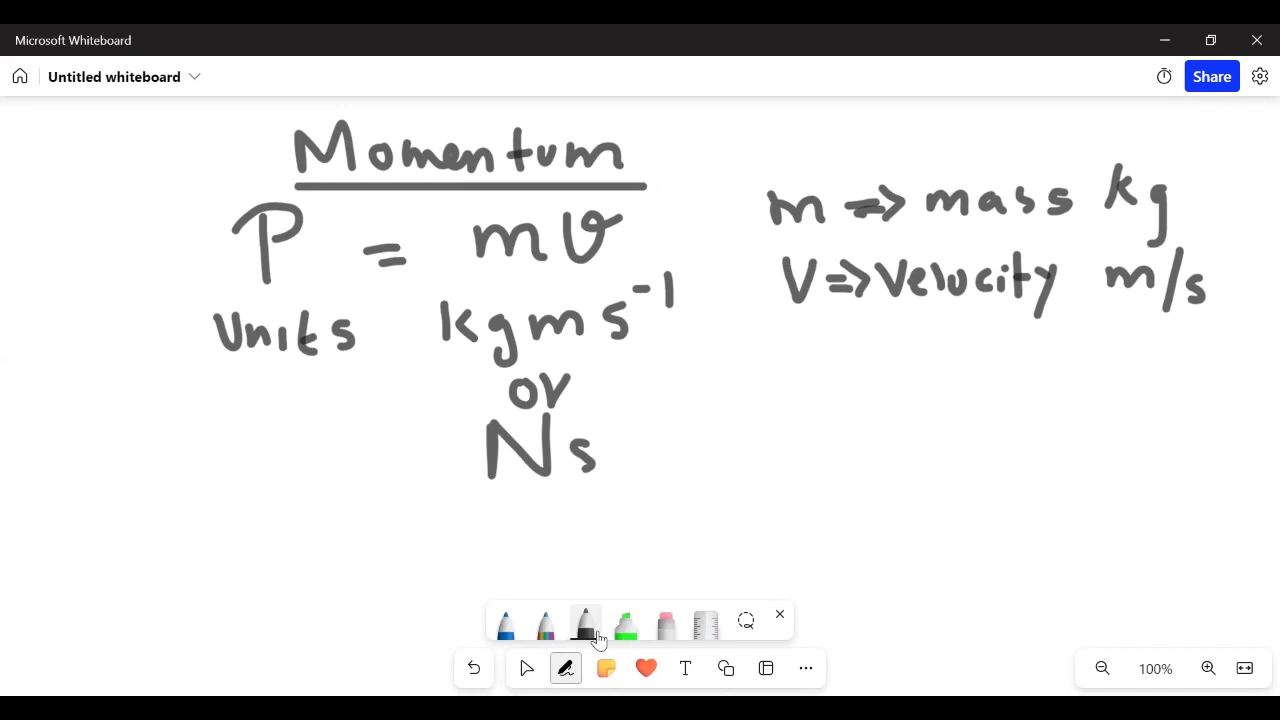 Microsoft Whiteboard
Untitled whiteboard
Share
Momentum
P = mv
units kgms⁻¹
or
Ns
m => mass kg
V => Velocity m/s
T
100%